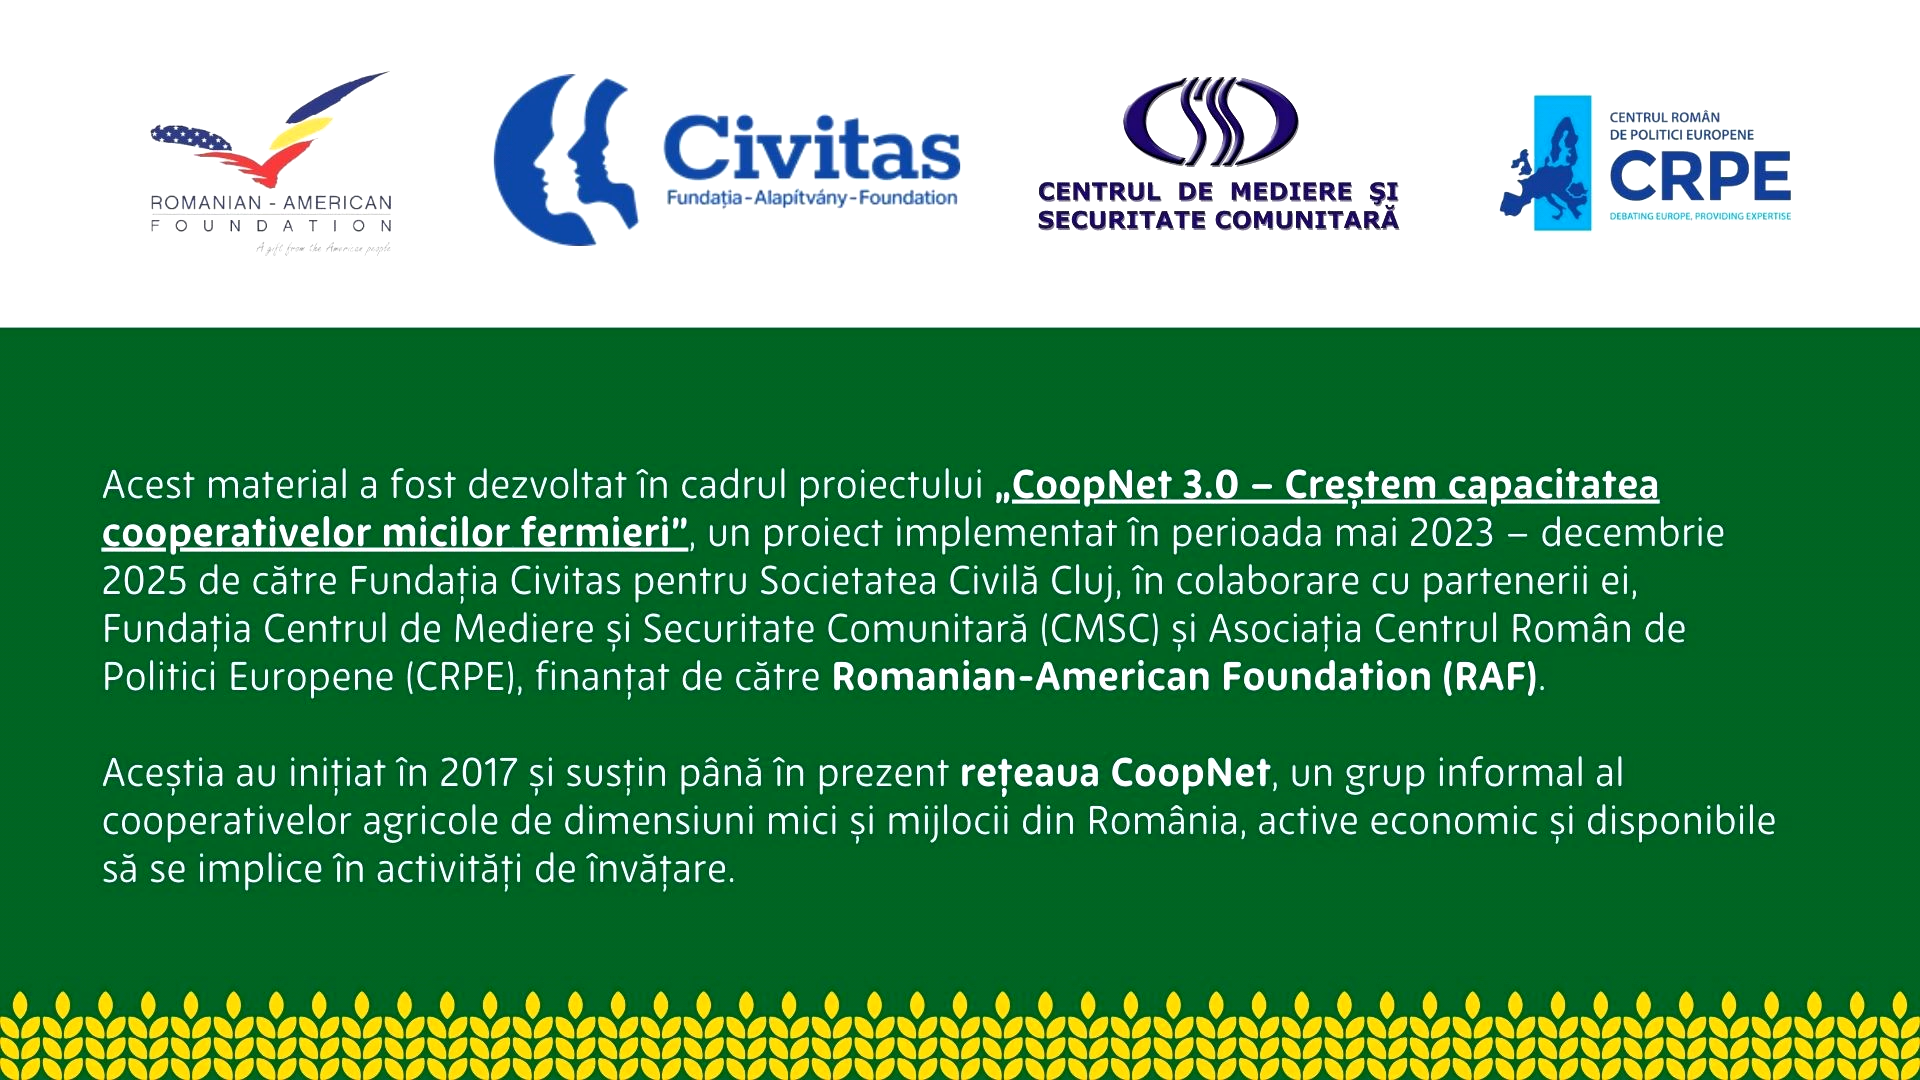 ROMANIAN - AMERICAN
FOUNDATION
A gift from the American people
Civitas
Fundația-Alapítvány-Foundation
CENTRUL DE MEDIERE ŞI
SECURITATE COMUNITARĂ
CENTRUL ROMÂN
DE POLITICI EUROPENE
CRPE
DEBATING EUROPE, PROVIDING EXPERTISE
Acest material a fost dezvoltat în cadrul proiectului „CoopNet 3.0 – Creștem capacitatea
cooperativelor micilor fermieri”, un proiect implementat în perioada mai 2023 – decembrie
2025 de către Fundația Civitas pentru Societatea Civilă Cluj, în colaborare cu partenerii ei,
Fundația Centrul de Mediere și Securitate Comunitară (CMSC) și Asociația Centrul Român de
Politici Europene (CRPE), finanțat de către Romanian-American Foundation (RAF).
Aceștia au inițiat în 2017 și susțin până în prezent rețeaua CoopNet, un grup informal al
cooperativelor agricole de dimensiuni mici și mijlocii din România, active economic și disponibile
să se implice în activități de învățare.